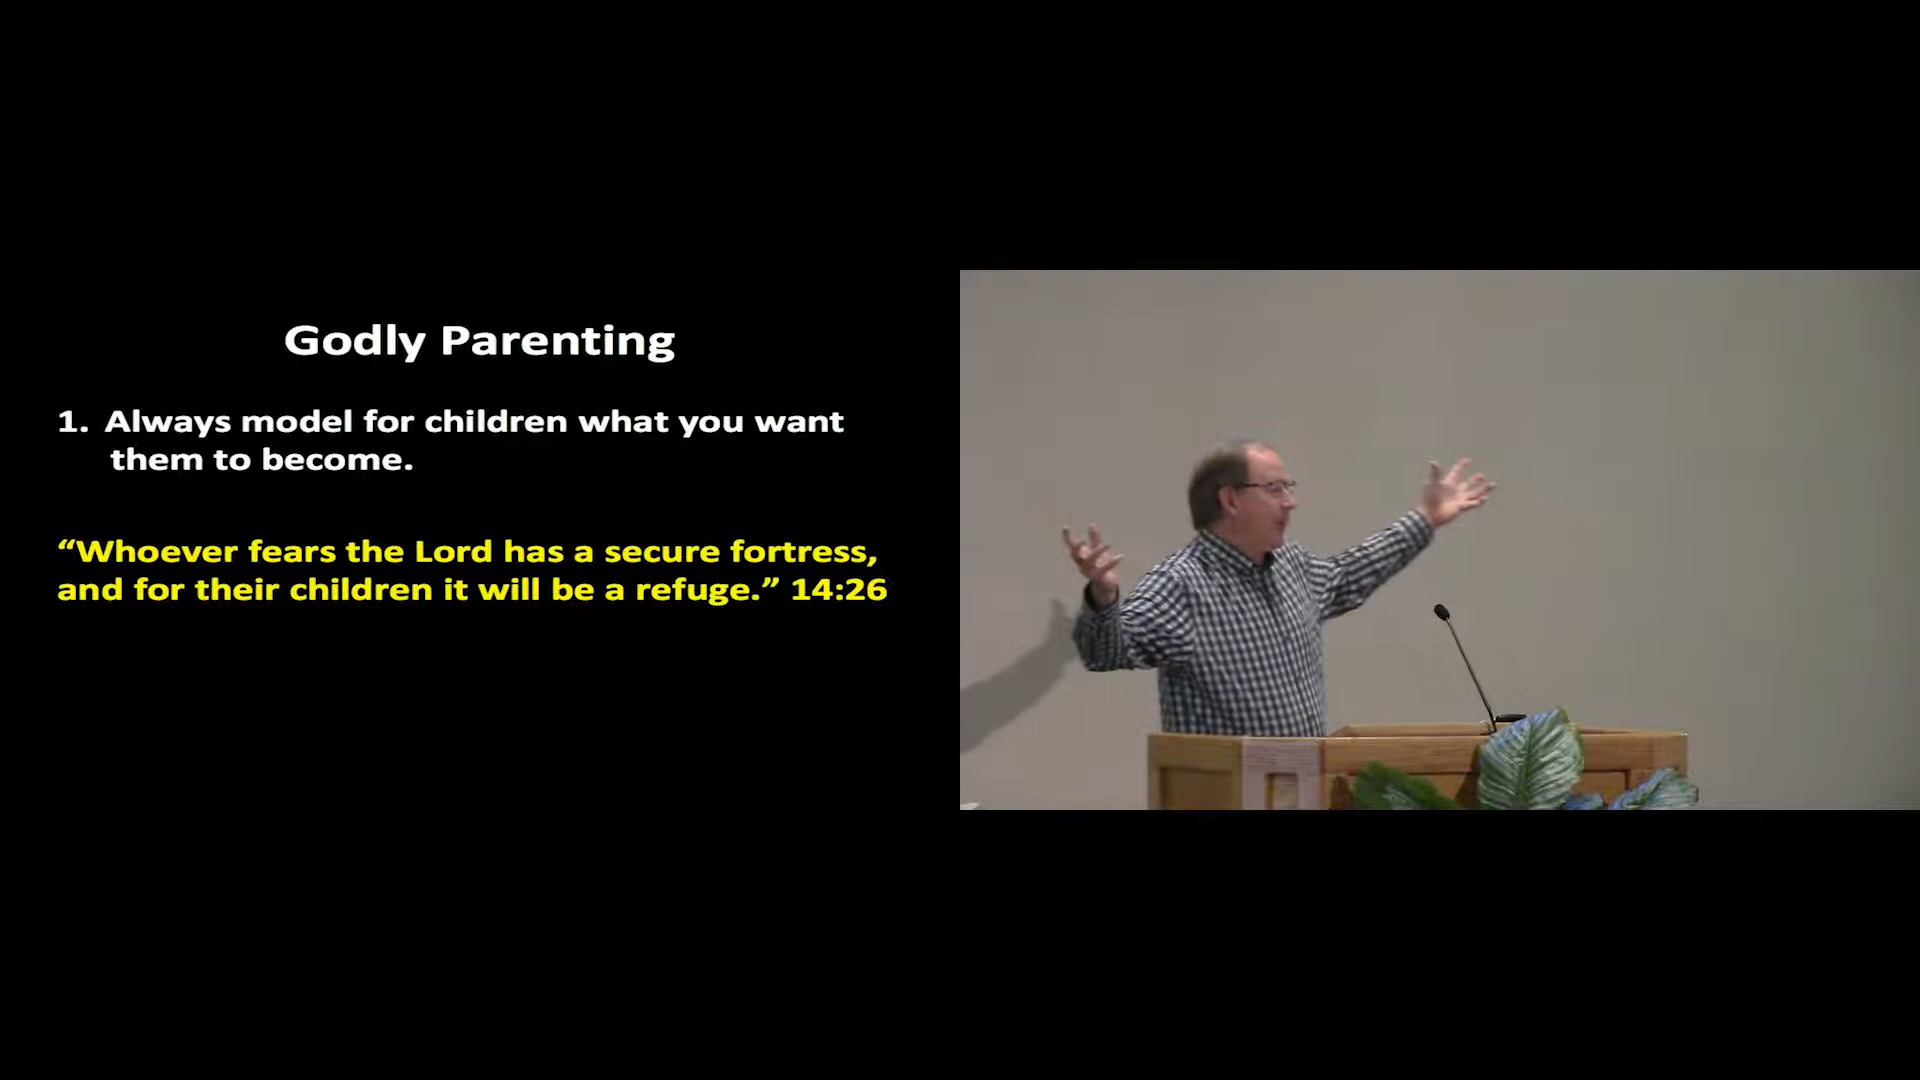 Godly Parenting
1. Always model for children what you want
them to become.
“Whoever fears the Lord has a secure fortress,
and for their children it will be a refuge.” 14:26